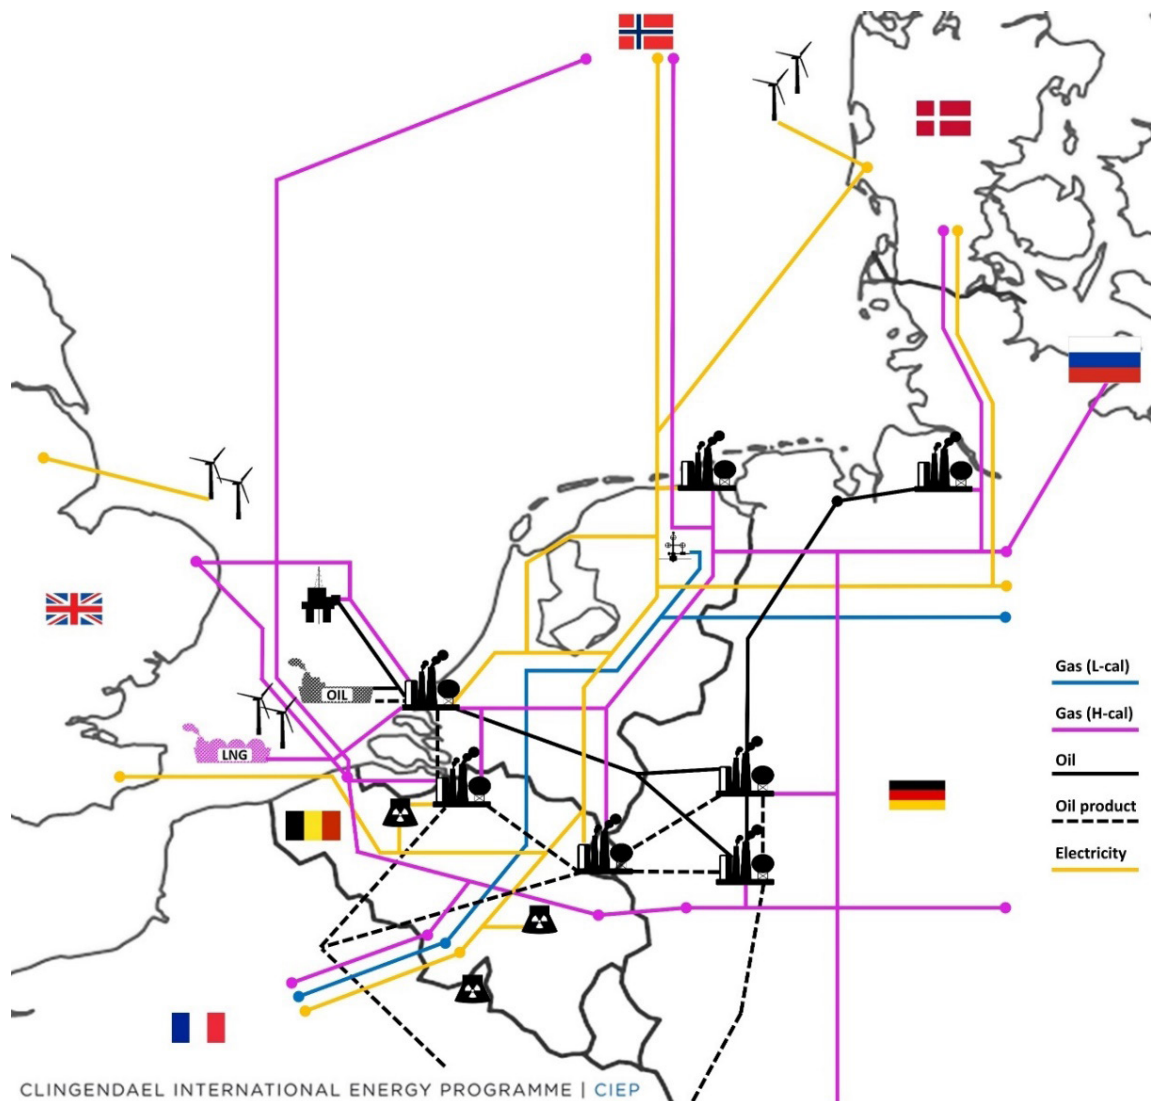 OIL
LNG
Gas (L-cal)
Gas (H-cal)
Oil
Oil product
Electricity
CLINGENDAEL INTERNATIONAL ENERGY PROGRAMME | CIEP